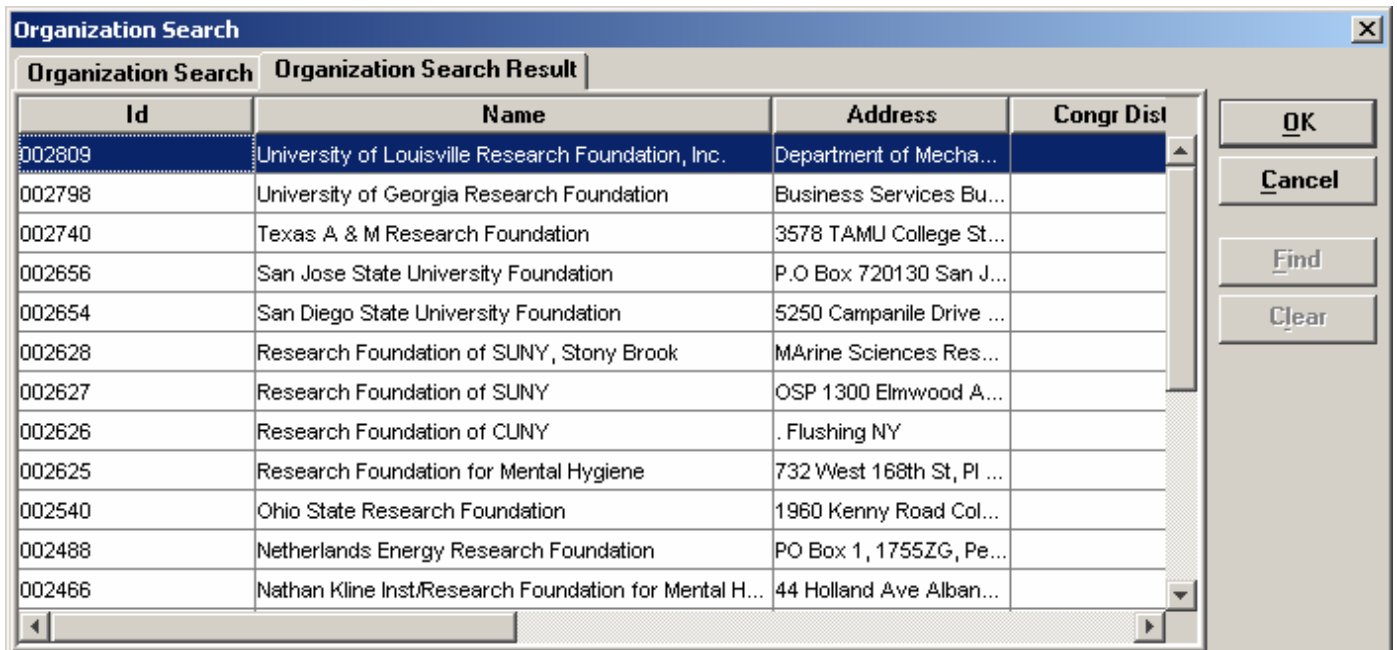 Organization Search
Organization Search Organization Search Result
Id Name Address Congr Dist
002809 University of Louisville Research Foundation, Inc. Department of Mecha...
002798 University of Georgia Research Foundation Business Services Bu...
002740 Texas A & M Research Foundation 3578 TAMU College St...
002656 San Jose State University Foundation P.O Box 720130 San J...
002654 San Diego State University Foundation 5250 Campanile Drive ...
002628 Research Foundation of SUNY, Stony Brook MArine Sciences Res...
002627 Research Foundation of SUNY OSP 1300 Elmwood A...
002626 Research Foundation of CUNY . Flushing NY
002625 Research Foundation for Mental Hygiene 732 West 168th St, Pl ...
002540 Ohio State Research Foundation 1960 Kenny Road Col...
002488 Netherlands Energy Research Foundation PO Box 1, 1755ZG, Pe...
002466 Nathan Kline Inst/Research Foundation for Mental H... 44 Holland Ave Alban...
OK
Cancel
Find
Clear